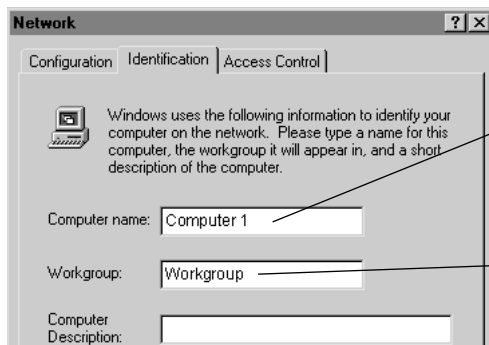 Network
Configuration Identification Access Control
Windows uses the following information to identify your
computer on the network. Please type a name for this
computer, the workgroup it will appear in, and a short
description of the computer.
Computer name: Computer 1
Workgroup: Workgroup
Computer
Description: